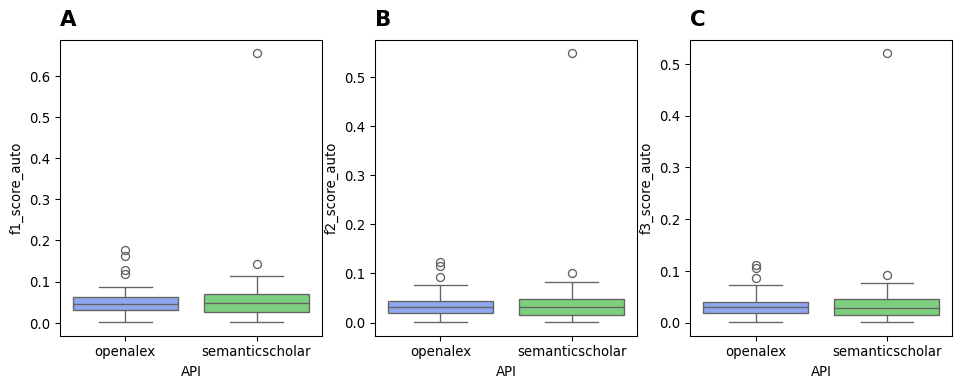 A
f1_score_auto
0.6
0.5
0.4
0.3
0.2
0.1
0.0
openalex semanticscholar
API
B
f2_score_auto
0.5
0.4
0.3
0.2
0.1
0.0
openalex semanticscholar
API
C
f3_score_auto
0.5
0.4
0.3
0.2
0.1
0.0
openalex semanticscholar
API